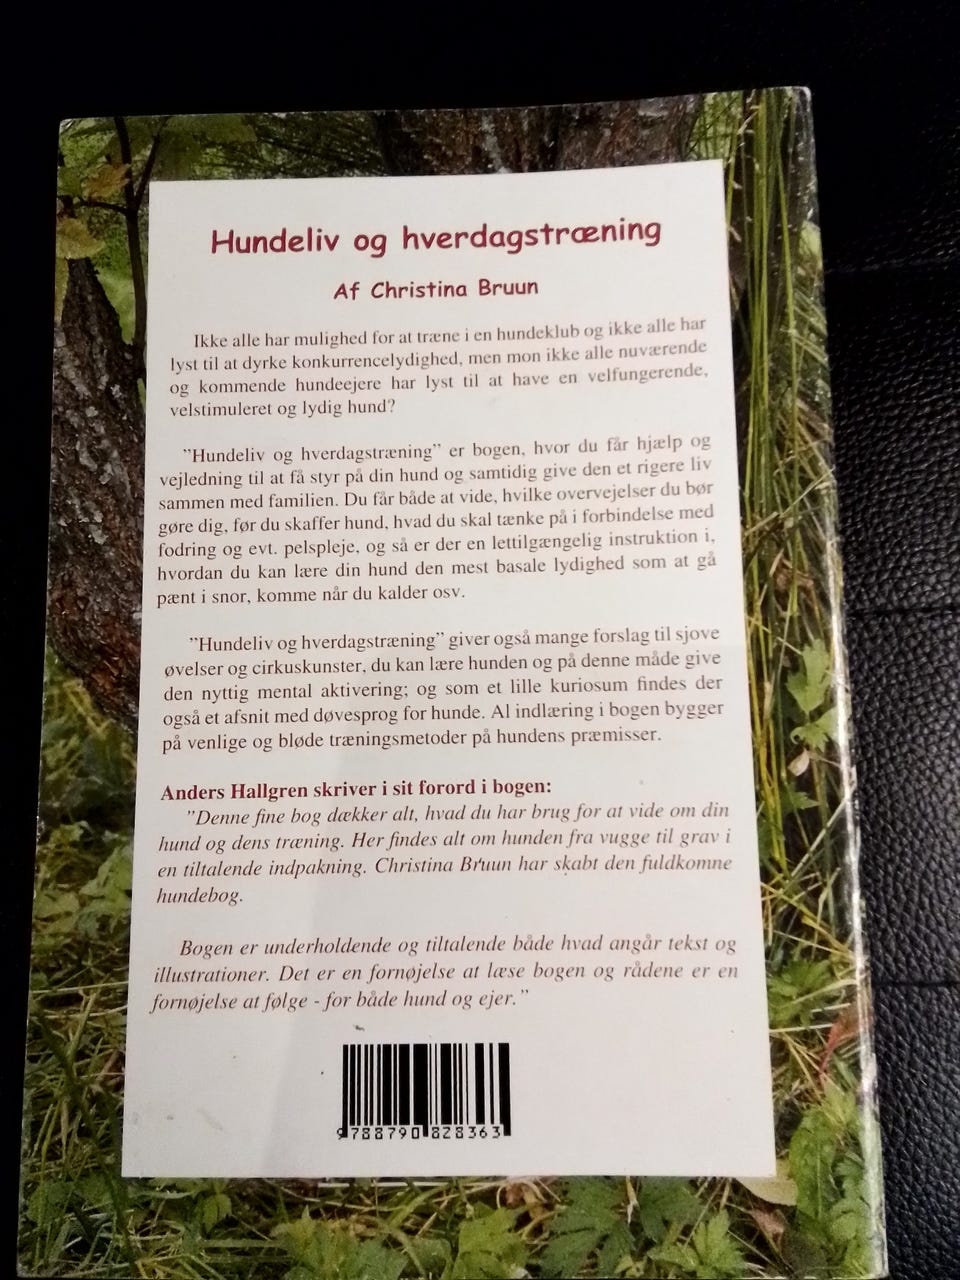 Hundeliv og hverdagstræning
Af Christina Bruun
Ikke alle har mulighed for at træne i en hundeklub og ikke alle har
lyst til at dyrke konkurrencelydighed, men mon ikke alle nuværende
og kommende hundeejere har lyst til at have en velfungerende,
velstimuleret og lydig hund?
"Hundeliv og hverdagstræning" er bogen, hvor du får hjælp og
vejledning til at få styr på din hund og samtidig give den et rigere liv
sammen med familien. Du får både at vide, hvilke overvejelser du bør
gøre dig, før du skaffer hund, hvad du skal tænke på i forbindelse med
fodring og evt. pelspleje, og så er der en lettilgængelig instruktion i,
hvordan du kan lære din hund den mest basale lydighed som at gå
pænt i snor, komme når du kalder osv.
"Hundeliv og hverdagstræning" giver også mange forslag til sjove
øvelser og cirkuskunster, du kan lære hunden og på denne måde give
den nyttig mental aktivering; og som et lille kuriosum findes der
også et afsnit med døvesprog for hunde. Al indlæring i bogen bygger
på venlige og bløde træningsmetoder på hundens præmisser.
Anders Hallgren skriver i sit forord i bogen:
"Denne fine bog dækker alt, hvad du har brug for at vide om din
hund og dens træning. Her findes alt om hunden fra vugge til grav i
en tiltalende indpakning. Christina Bruun har skabt den fuldkomne
hundebog.
Bogen er underholdende og tiltalende både hvad angår tekst og
illustrationer. Det er en fornøjelse at læse bogen og rådene er en
fornøjelse at følge - for både hund og ejer."
9788790828363